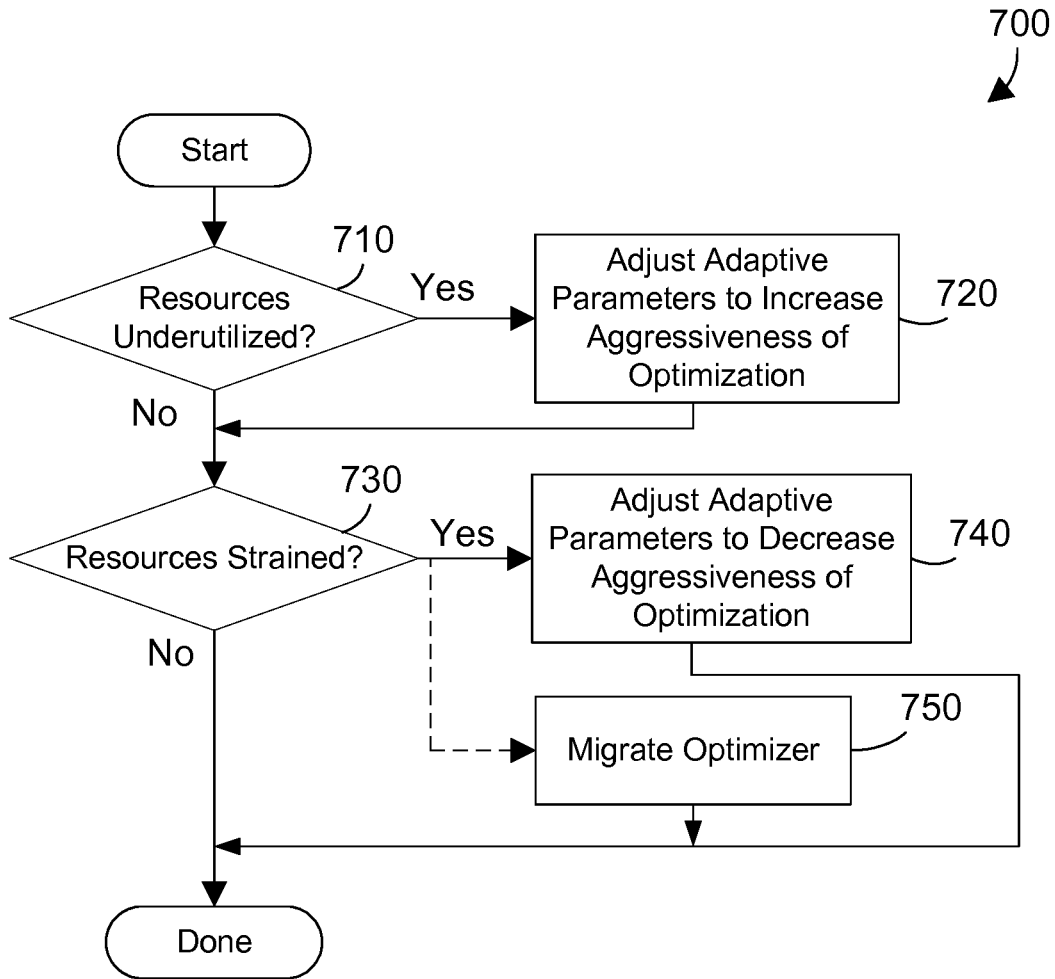 700
Start
710
Resources
Underutilized?
Yes
Adjust Adaptive
Parameters to Increase
Aggressiveness of
Optimization
720
No
730
Resources Strained?
Yes
Adjust Adaptive
Parameters to Decrease
Aggressiveness of
Optimization
740
No
750
Migrate Optimizer
Done